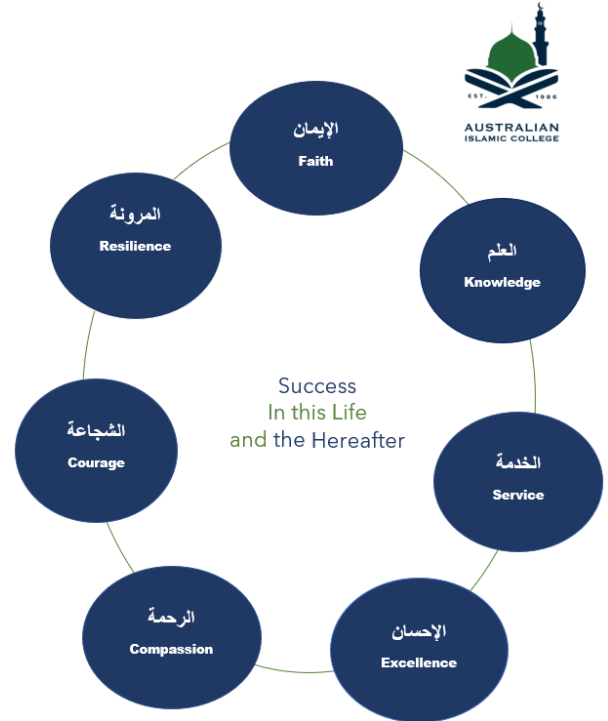 EST. 1986
AUSTRALIAN
ISLAMIC COLLEGE
الإيمان
Faith
العلم
Knowledge
الخدمة
Service
الإحسان
Excellence
الرحمة
Compassion
الشجاعة
Courage
المرونة
Resilience
Success
In this Life
and the Hereafter